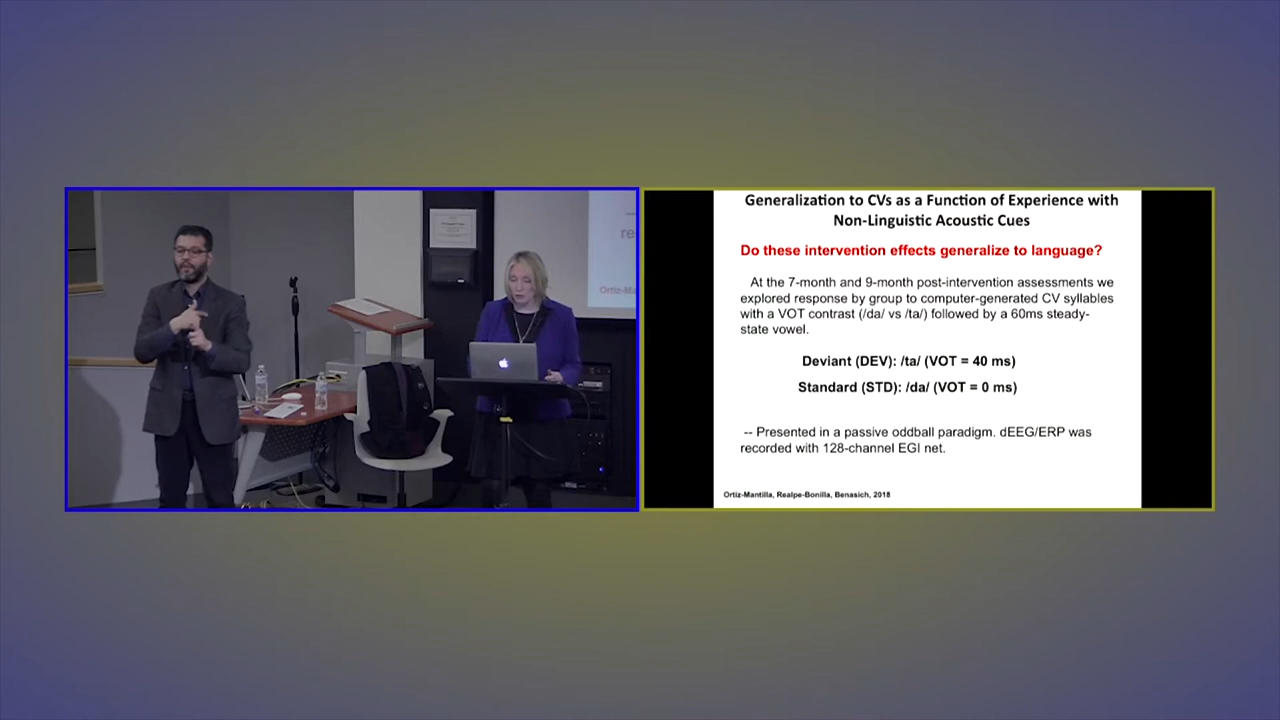 re
Ortiz-Ma
Generalization to CVs as a Function of Experience with
Non-Linguistic Acoustic Cues
Do these intervention effects generalize to language?
At the 7-month and 9-month post-intervention assessments we
explored response by group to computer-generated CV syllables
with a VOT contrast (/da/ vs /ta/) followed by a 60ms steady-
state vowel.
Deviant (DEV): /ta/ (VOT = 40 ms)
Standard (STD): /da/ (VOT = 0 ms)
-- Presented in a passive oddball paradigm. dEEG/ERP was
recorded with 128-channel EGI net.
Ortiz-Mantilla, Realpe-Bonilla, Benasich, 2018